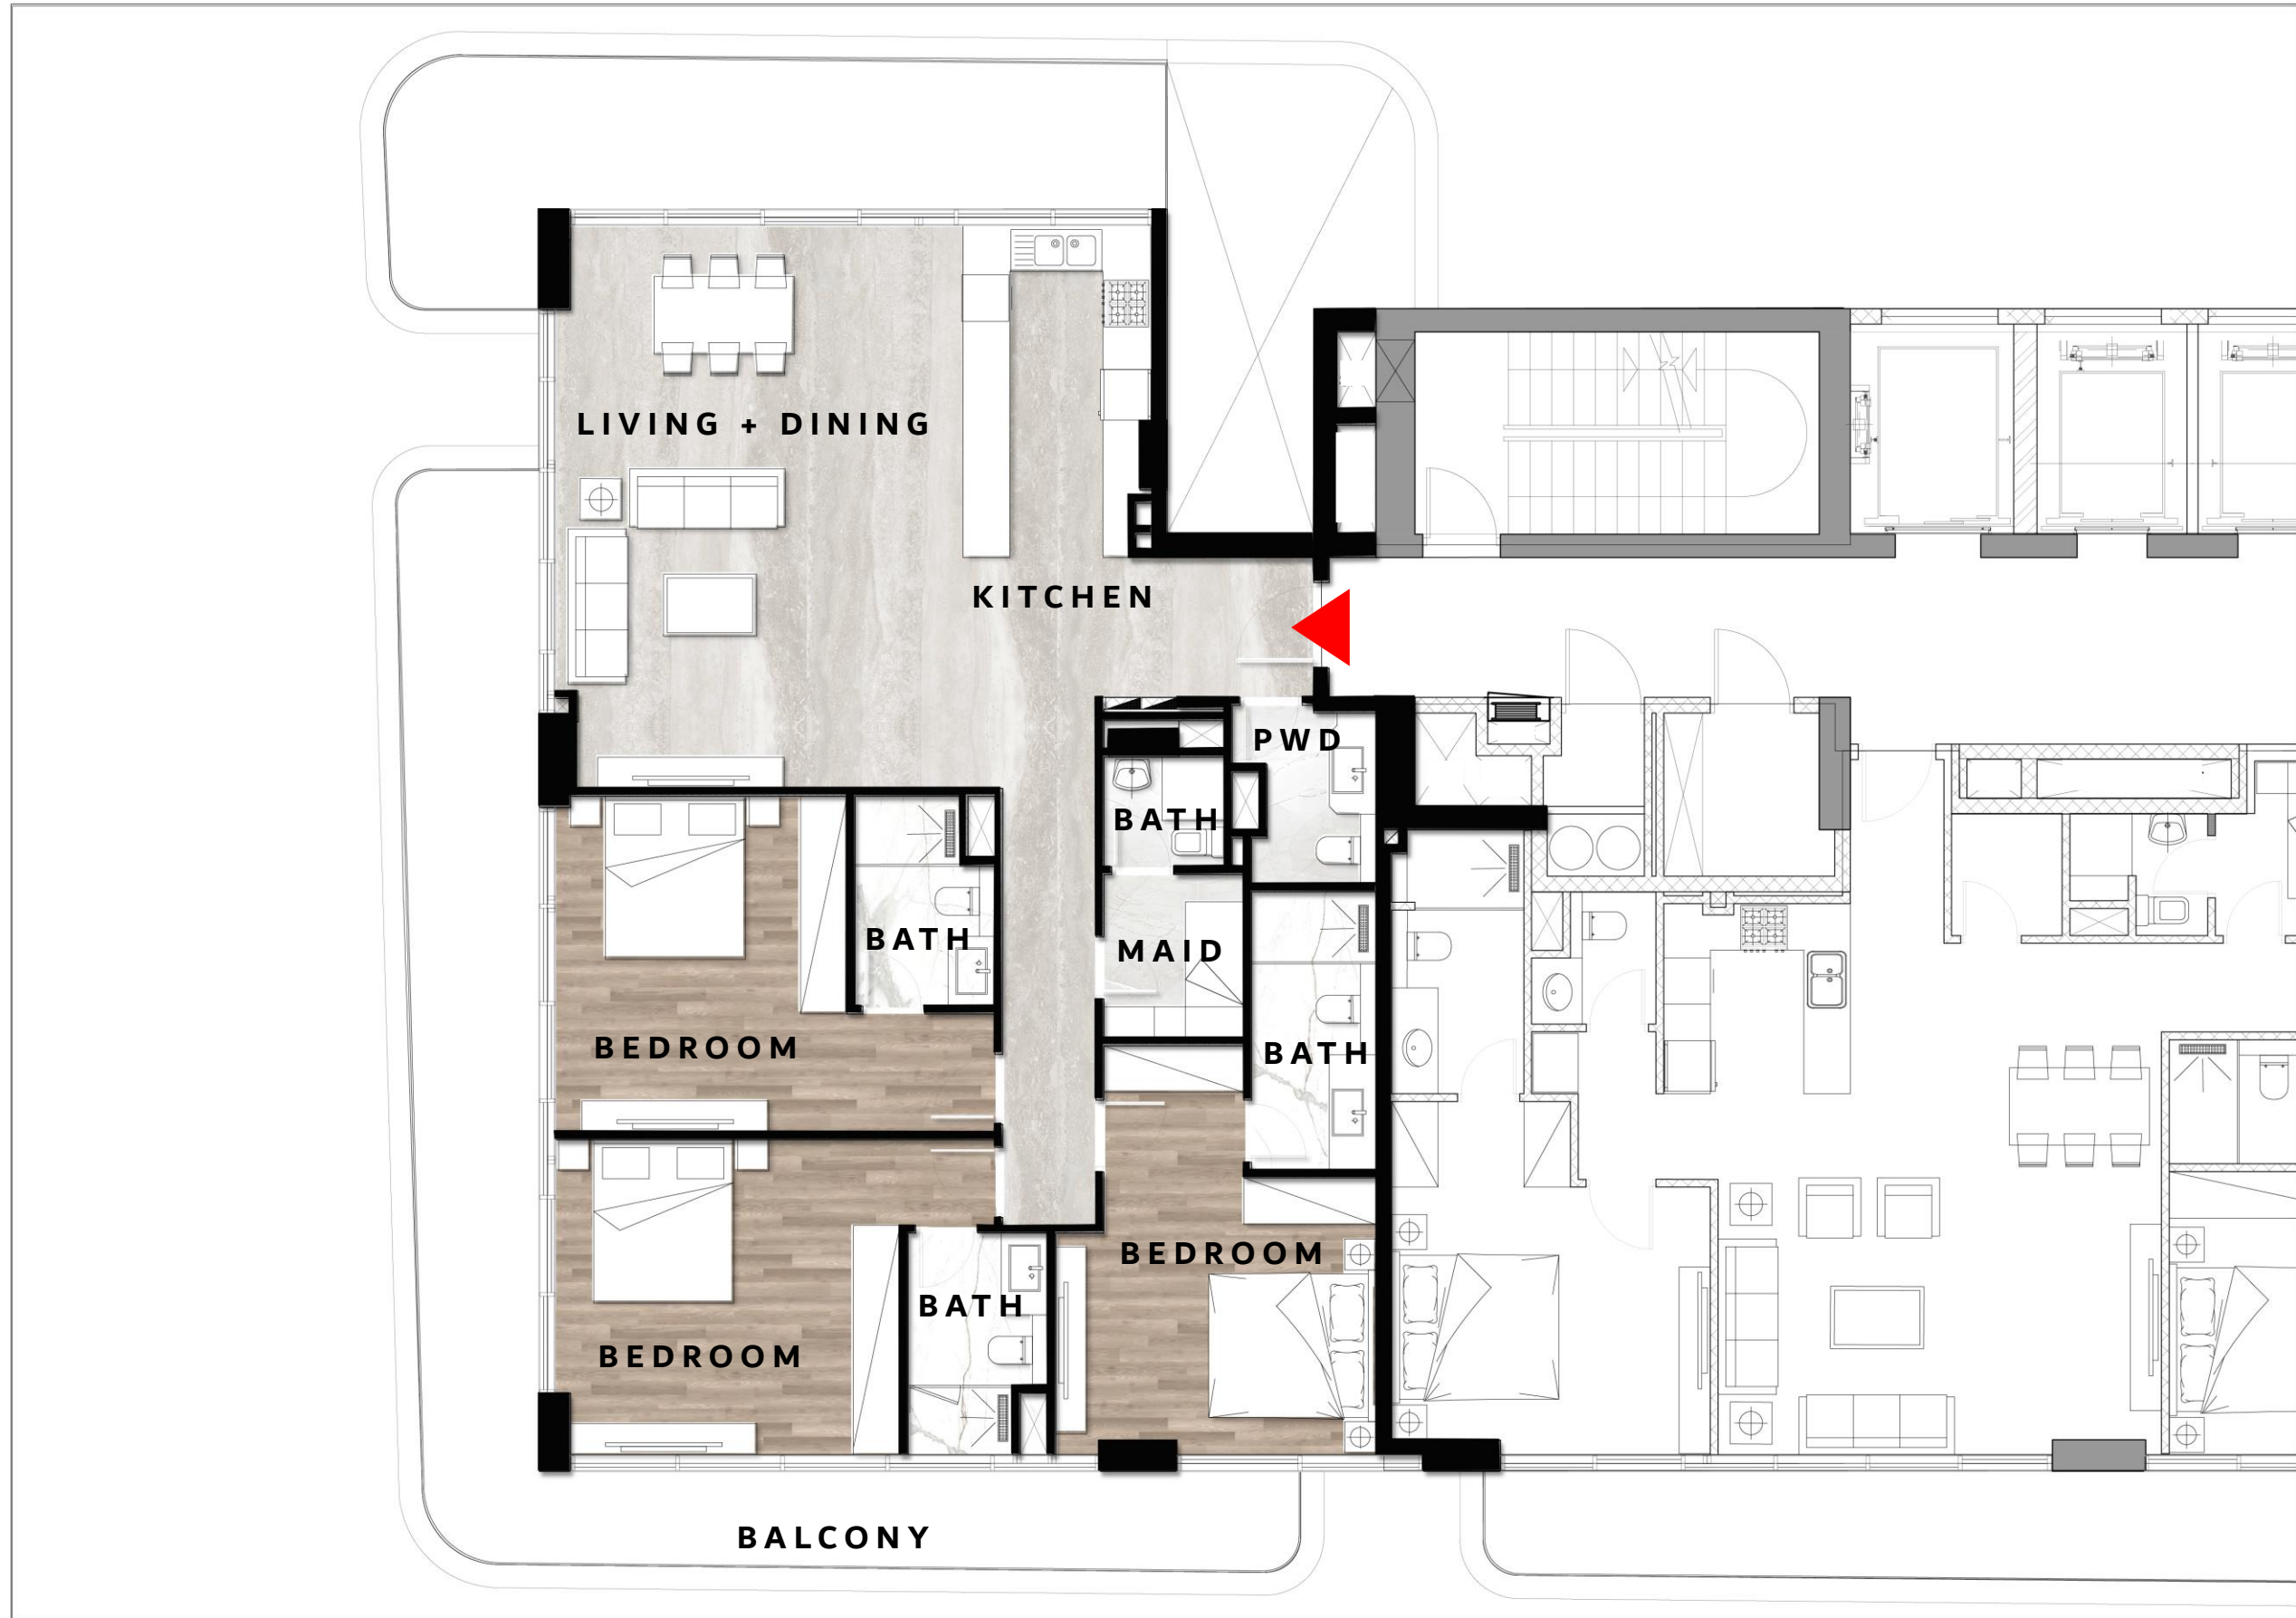 LIVING + DINING
KITCHEN
PWD
BATH
BATH
MAID
BEDROOM
BATH
BEDROOM
BATH
BEDROOM
BALCONY